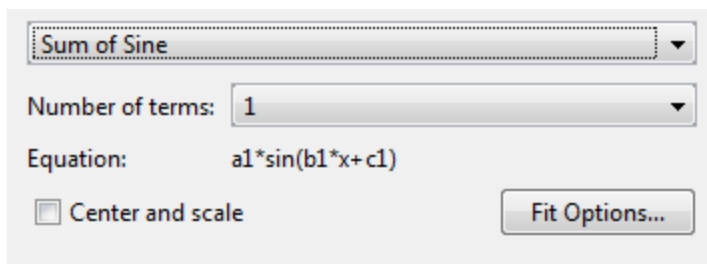 Sum of Sine
Number of terms: 1
Equation: a1*sin(b1*x+c1)
Center and scale Fit Options...